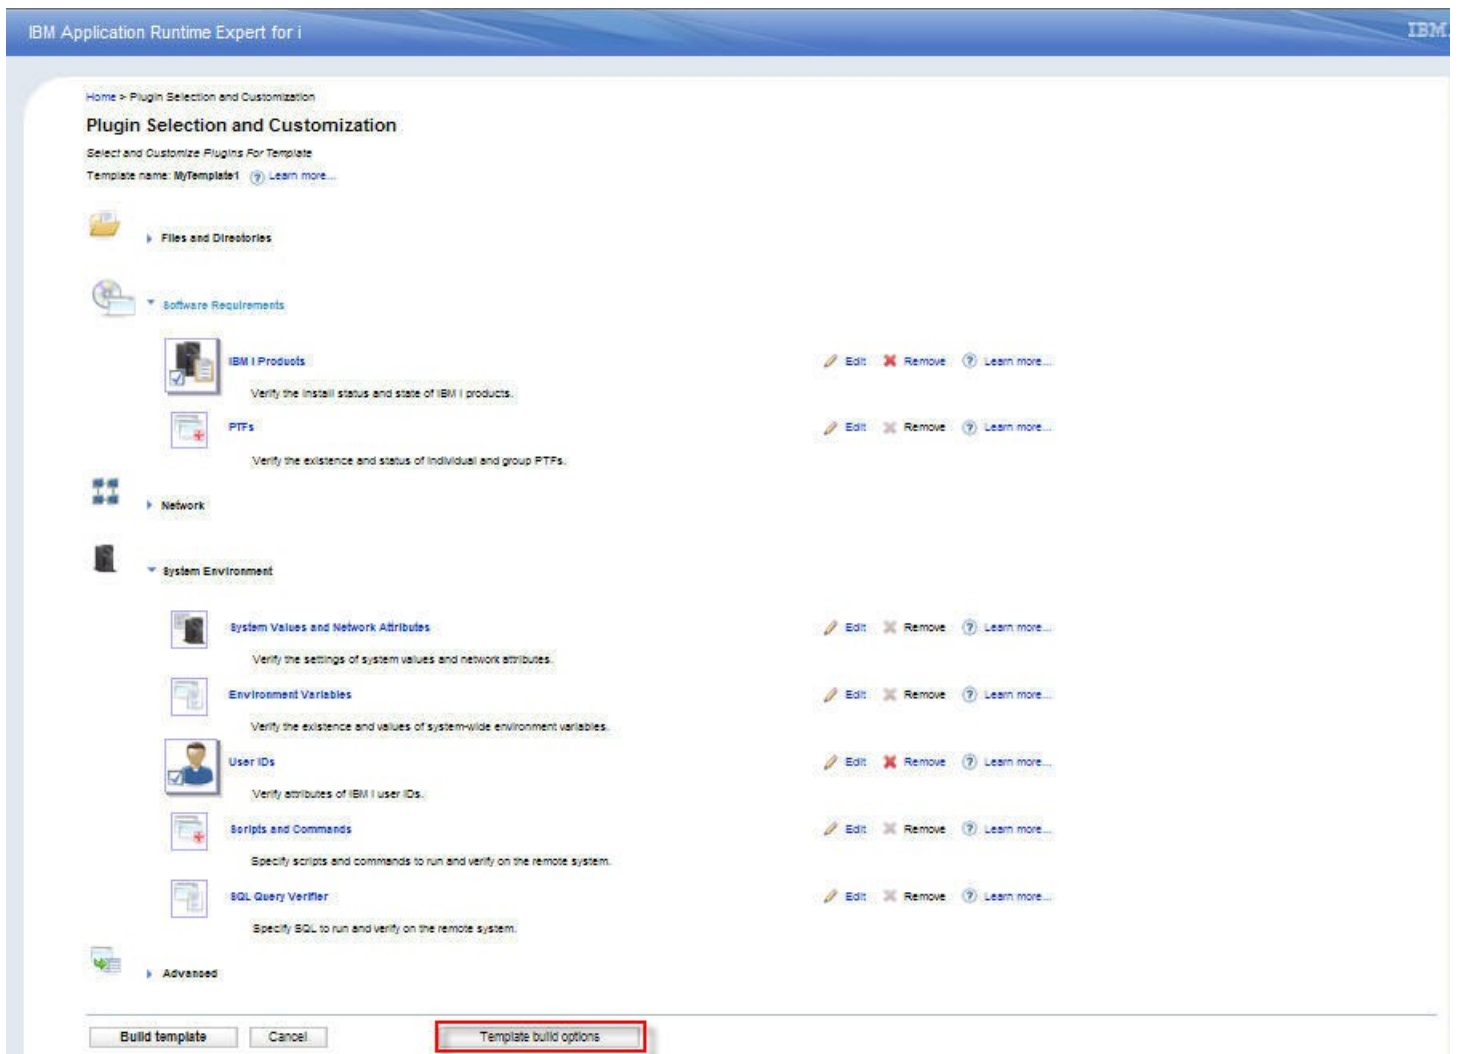 IBM Application Runtime Expert for i
IBM.
Home > Plugin Selection and Customization
Plugin Selection and Customization
Select and Customize Plugins For Template
Template name: MyTemplate1 ? Learn more...
Files and Directories
Software Requirements
IBM i Products Edit Remove ? Learn more...
Verify the install status and state of IBM i products.
PTFs Edit Remove ? Learn more...
Verify the existence and status of individual and group PTFs.
Network
System Environment
System Values and Network Attributes Edit Remove ? Learn more...
Verify the settings of system values and network attributes.
Environment Variables Edit Remove ? Learn more...
Verify the existence and values of system-wide environment variables.
User IDs Edit Remove ? Learn more...
Verify attributes of IBM i user IDs.
Scripts and Commands Edit Remove ? Learn more...
Specify scripts and commands to run and verify on the remote system.
SQL Query Verifier Edit Remove ? Learn more...
Specify SQL to run and verify on the remote system.
Advanced
Build template Cancel Template build options